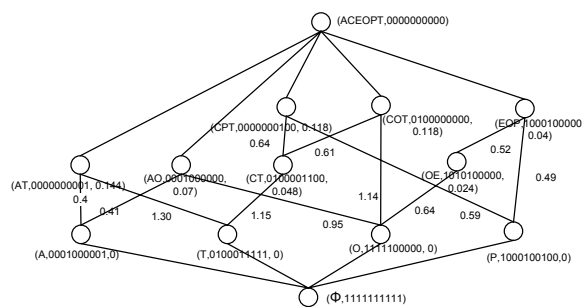 (ACEOPT,0000000000)
(CPT,0000000100, 0.118)
(COT,0100000000,
0.118)
(EOP,1000100000
0.04)
0.64
0.61
0.52
(AT,0000000001, 0.144)
(AO,0001000000,
0.07)
(CT,0100001100,
0.048)
(OE,1010100000,
0.024)
0.49
0.4
0.41
1.30
1.15
0.95
1.14
0.64
0.59
(A,0001000001,0)
(T,0100011111, 0)
(O,1111100000, 0)
(P,1000100100,0)
(Φ,1111111111)